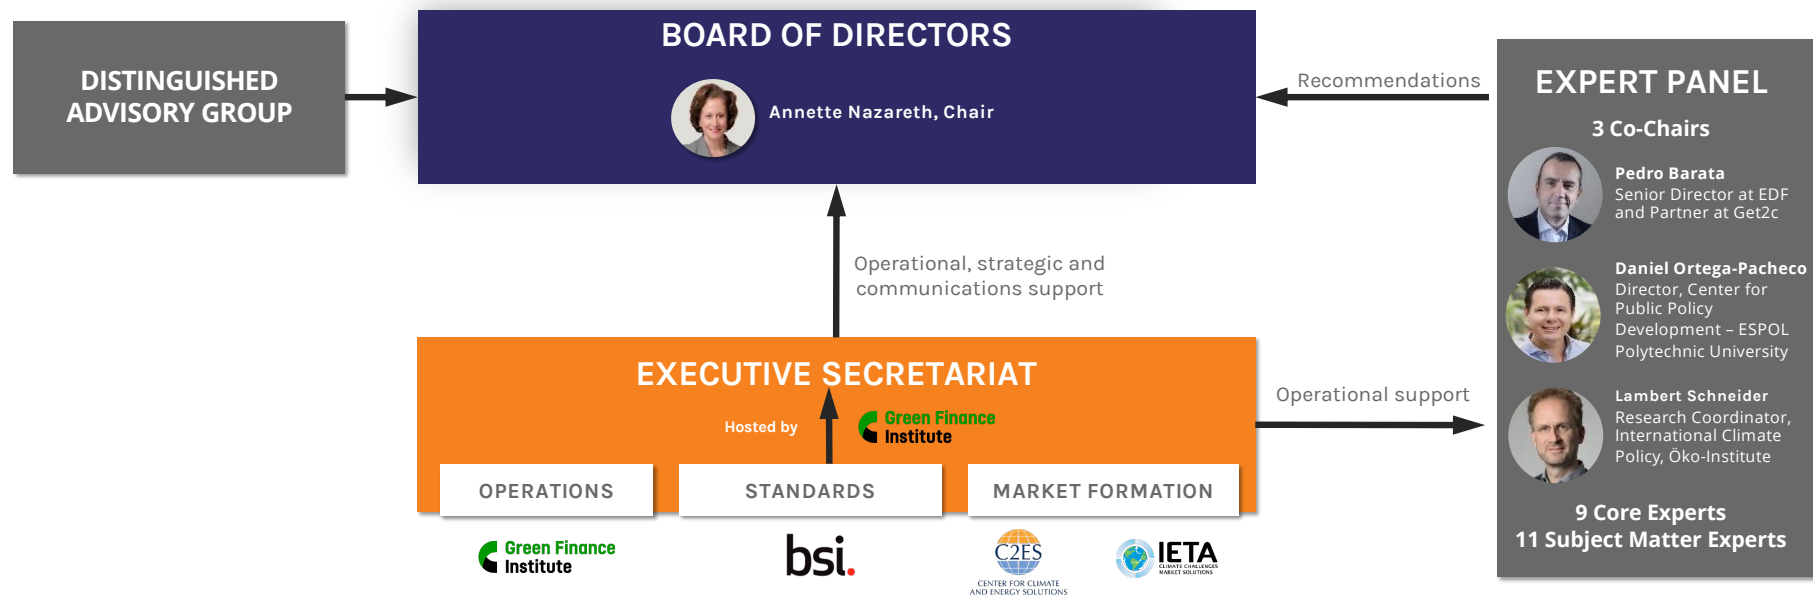 DISTINGUISHED
ADVISORY GROUP
BOARD OF DIRECTORS
Annette Nazareth, Chair
Recommendations
EXPERT PANEL
3 Co-Chairs
Pedro Barata
Senior Director at EDF
and Partner at Get2c
Daniel Ortega-Pacheco
Director, Center for
Public Policy
Development – ESPOL
Polytechnic University
Lambert Schneider
Research Coordinator,
International Climate
Policy, Öko-Institute
9 Core Experts
11 Subject Matter Experts
Operational, strategic and
communications support
EXECUTIVE SECRETARIAT
Hosted by
Green Finance
Institute
Operational support
OPERATIONS
STANDARDS
MARKET FORMATION
Green Finance
Institute
bsi.
C2ES
CENTER FOR CLIMATE
AND ENERGY SOLUTIONS
IETA
CLIMATE CHALLENGES
MARKET SOLUTIONS